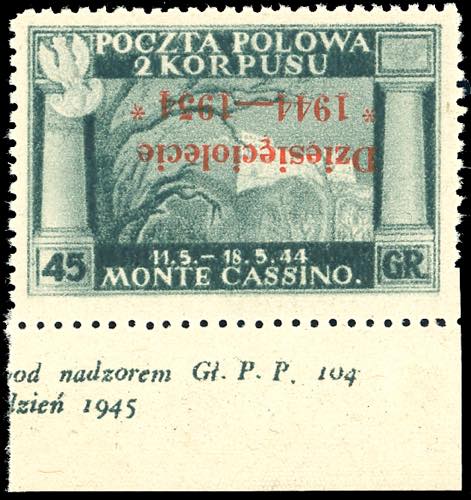 POCZTA POLOWA
2 KORPUSU
* 1944—1954 *
Dziesięciolecie
11.5.– 18.5.44
45 MONTE CASSINO. GR.
pod nadzorem Gł. P. P. 104
dzień 1945